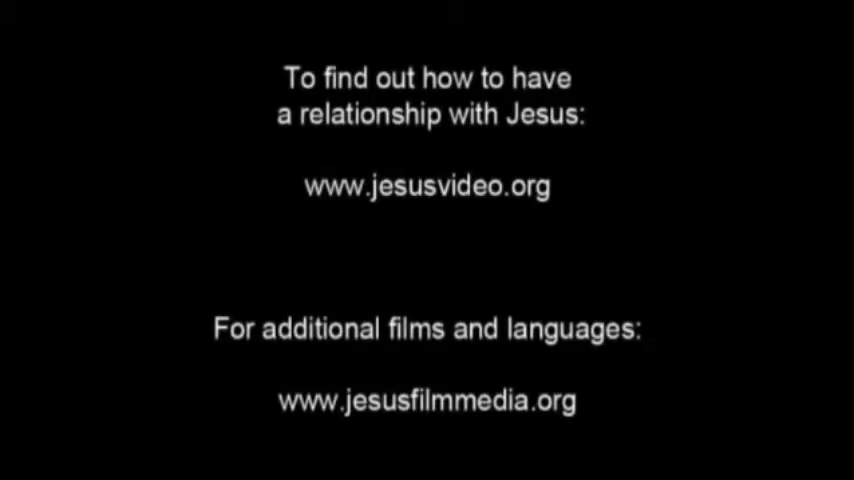 To find out how to have
a relationship with Jesus:
www.jesusvideo.org
For additional films and languages:
www.jesusfilmmedia.org